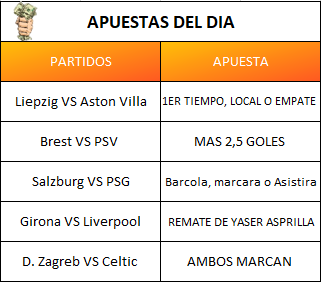 APUESTAS DEL DIA
PARTIDOS APUESTA
Liepzig VS Aston Villa 1ER TIEMPO, LOCAL O EMPATE
Brest VS PSV MAS 2,5 GOLES
Salzburg VS PSG Barcola, marcara o Asistira
Girona VS Liverpool REMATE DE YASER ASPRILLA
D. Zagreb VS Celtic AMBOS MARCAN